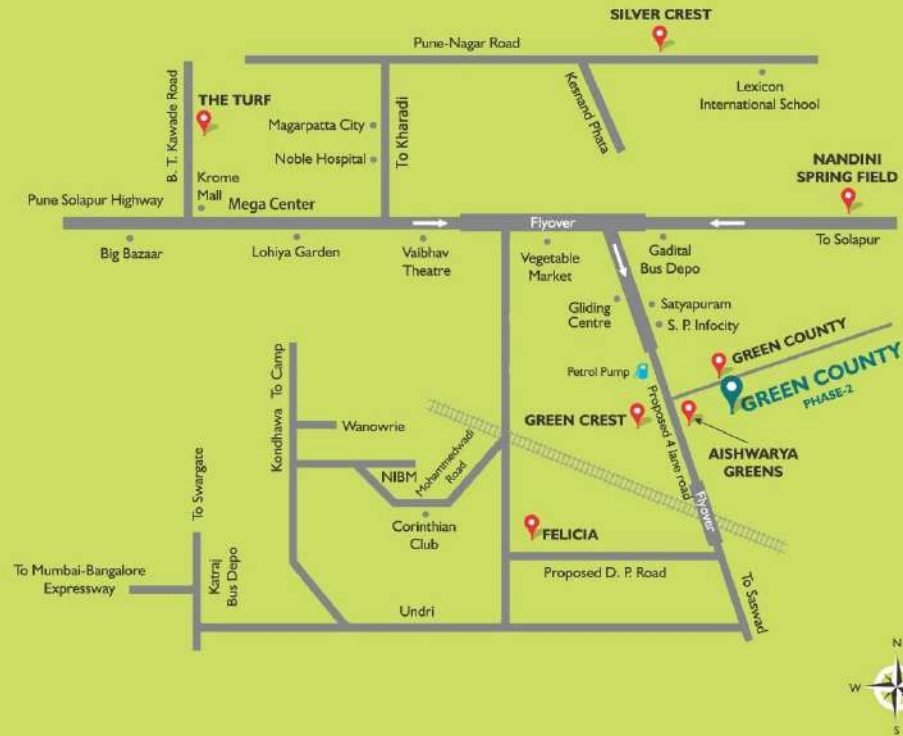 SILVER CREST
Pune-Nagar Road
Lexicon
International School
Kesnand Phata
B. T. Kawade Road
THE TURF
Magarpatta City
To Kharadi
Noble Hospital
Krome
Mall
Mega Center
Pune Solapur Highway
NANDINI
SPRING FIELD
Flyover
To Solapur
Big Bazaar
Lohiya Garden
Vaibhav
Theatre
Vegetable
Market
Gadital
Bus Depo
Gliding
Centre
Satyapuram
S. P. Infocity
Petrol Pump
GREEN COUNTY
GREEN COUNTY
PHASE-2
Proposed 4 lane road
GREEN CREST
AISHWARYA
GREENS
To Camp
Kondhawa
Wanowrie
NIBM
Mohammedwadi
Road
Corinthian
Club
Flyover
FELICIA
Proposed D. P. Road
To Swargate
Katraj
Bus Depo
To Mumbai-Bangalore
Expressway
Undri
To Saswad
N
W
S